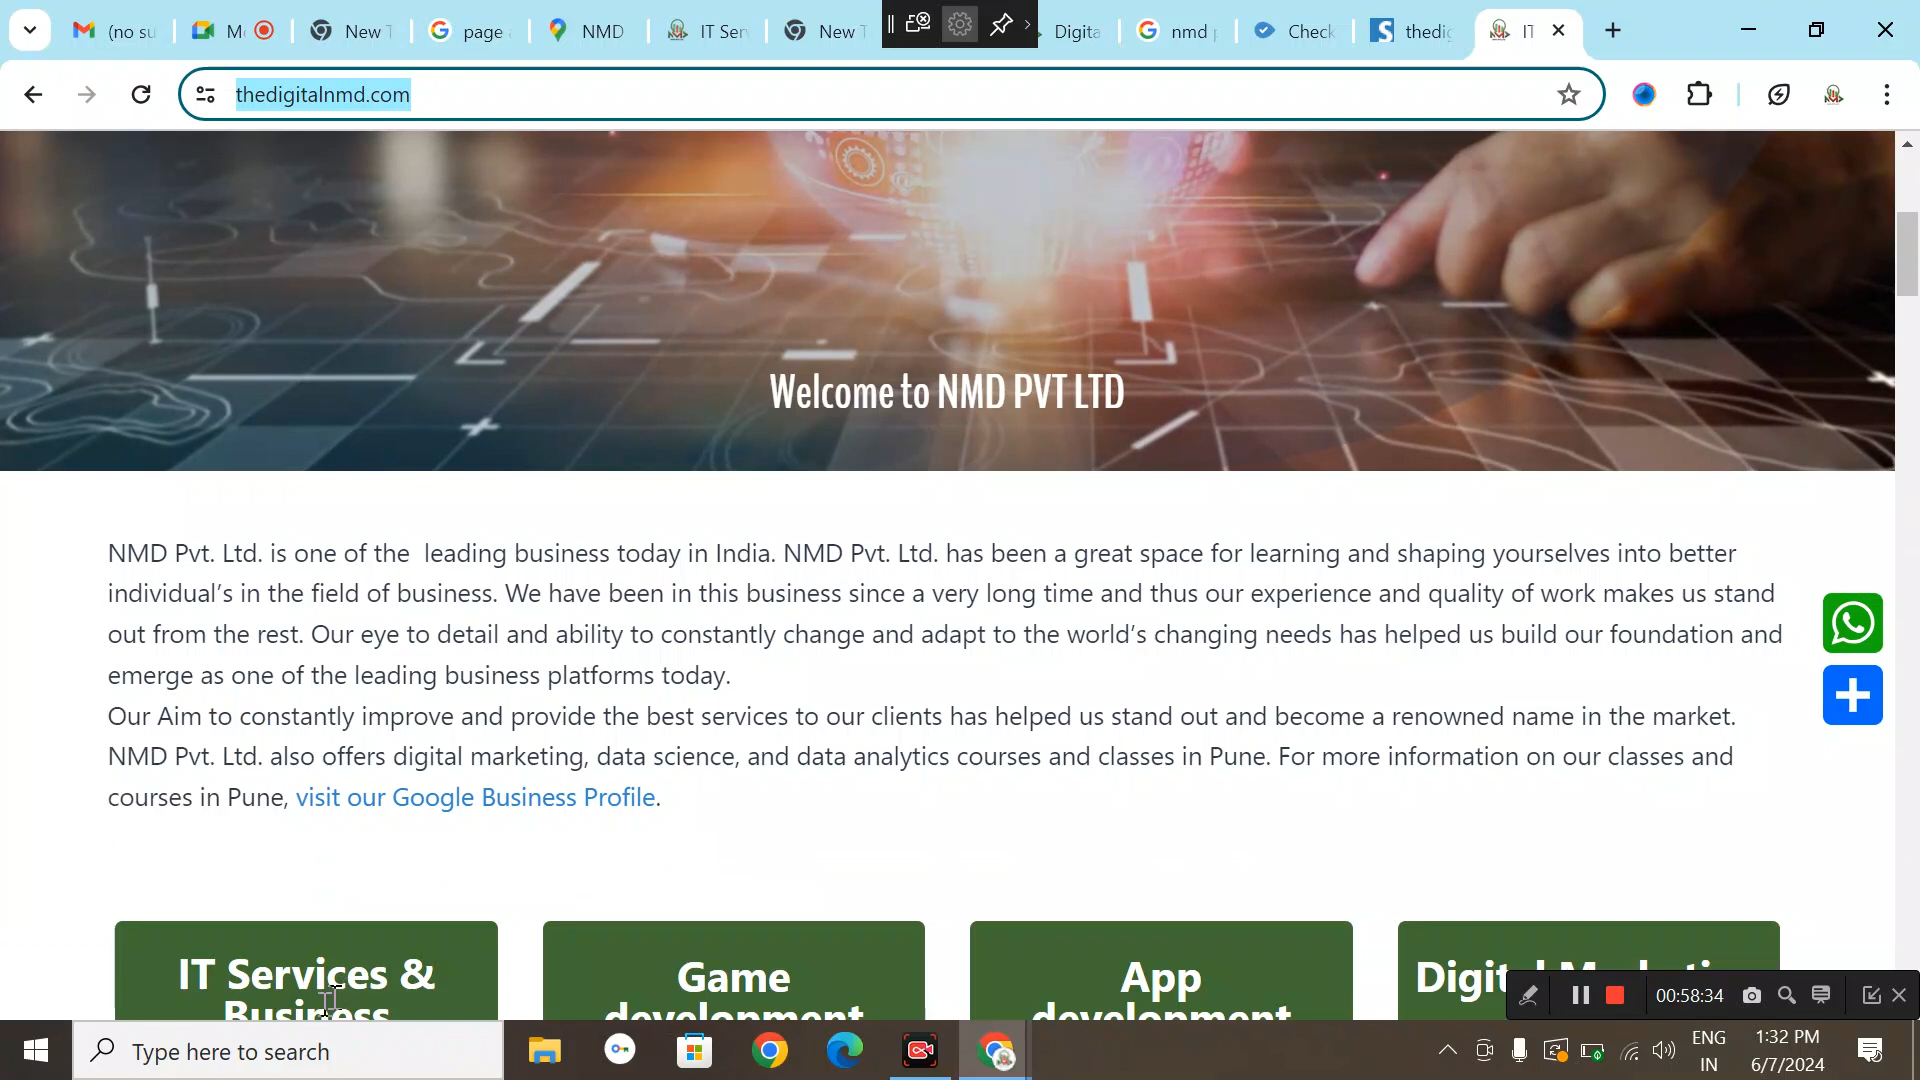 (no su
M
New T
page
NMD
IT Ser
New T
Digita
nmd p
Check
thedig
IT
thedigitalnmd.com
Welcome to NMD PVT LTD
NMD Pvt. Ltd. is one of the  leading business today in India. NMD Pvt. Ltd. has been a great space for learning and shaping yourselves into better
individual’s in the field of business. We have been in this business since a very long time and thus our experience and quality of work makes us stand
out from the rest. Our eye to detail and ability to constantly change and adapt to the world’s changing needs has helped us build our foundation and
emerge as one of the leading business platforms today.
Our Aim to constantly improve and provide the best services to our clients has helped us stand out and become a renowned name in the market.
NMD Pvt. Ltd. also offers digital marketing, data science, and data analytics courses and classes in Pune. For more information on our classes and
courses in Pune, visit our Google Business Profile.
IT Services &
Business
Game
development
App
development
Digital Marketing
00:58:34
Type here to search
ENG
IN
1:32 PM
6/7/2024